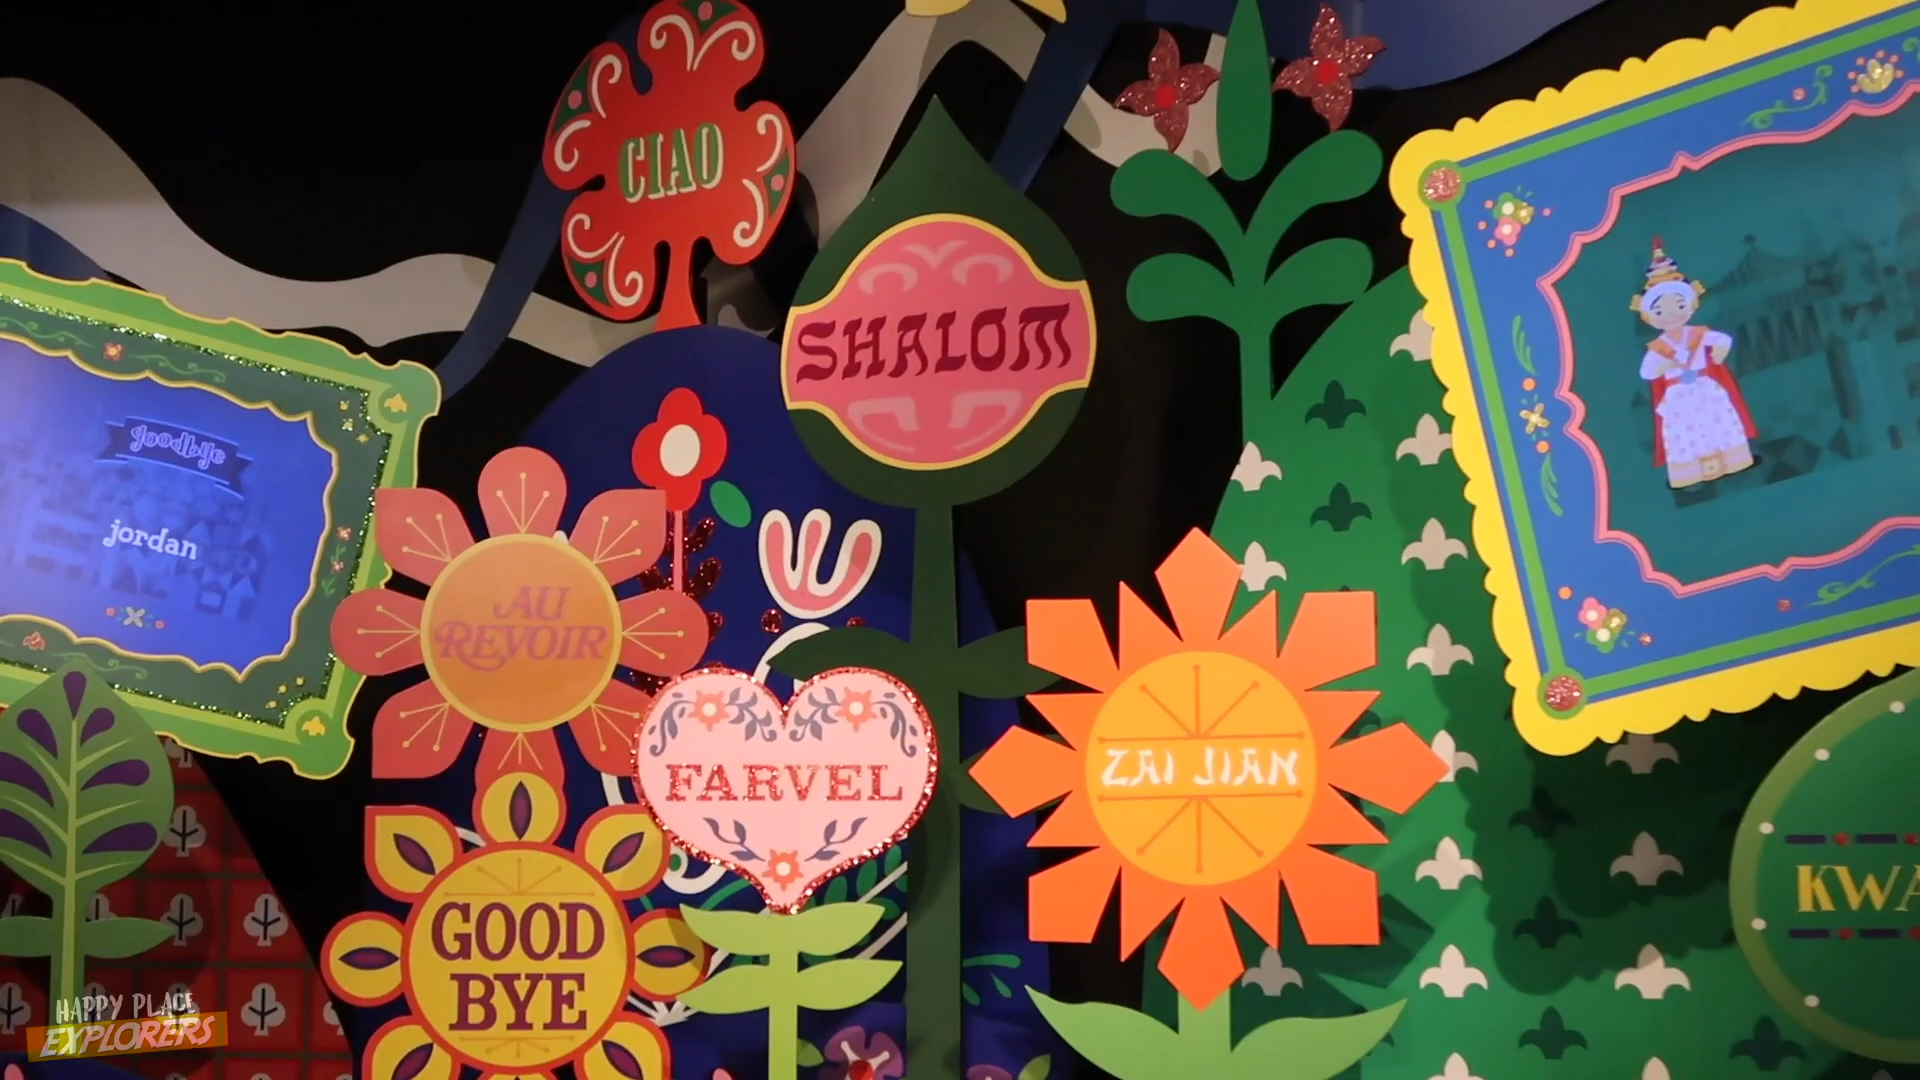 CIAO
SHALOM
goodbye
jordan
AU
REVOIR
FARVEL
ZAI JIAN
GOOD
BYE
KWA
HAPPY PLACE
EXPLORERS